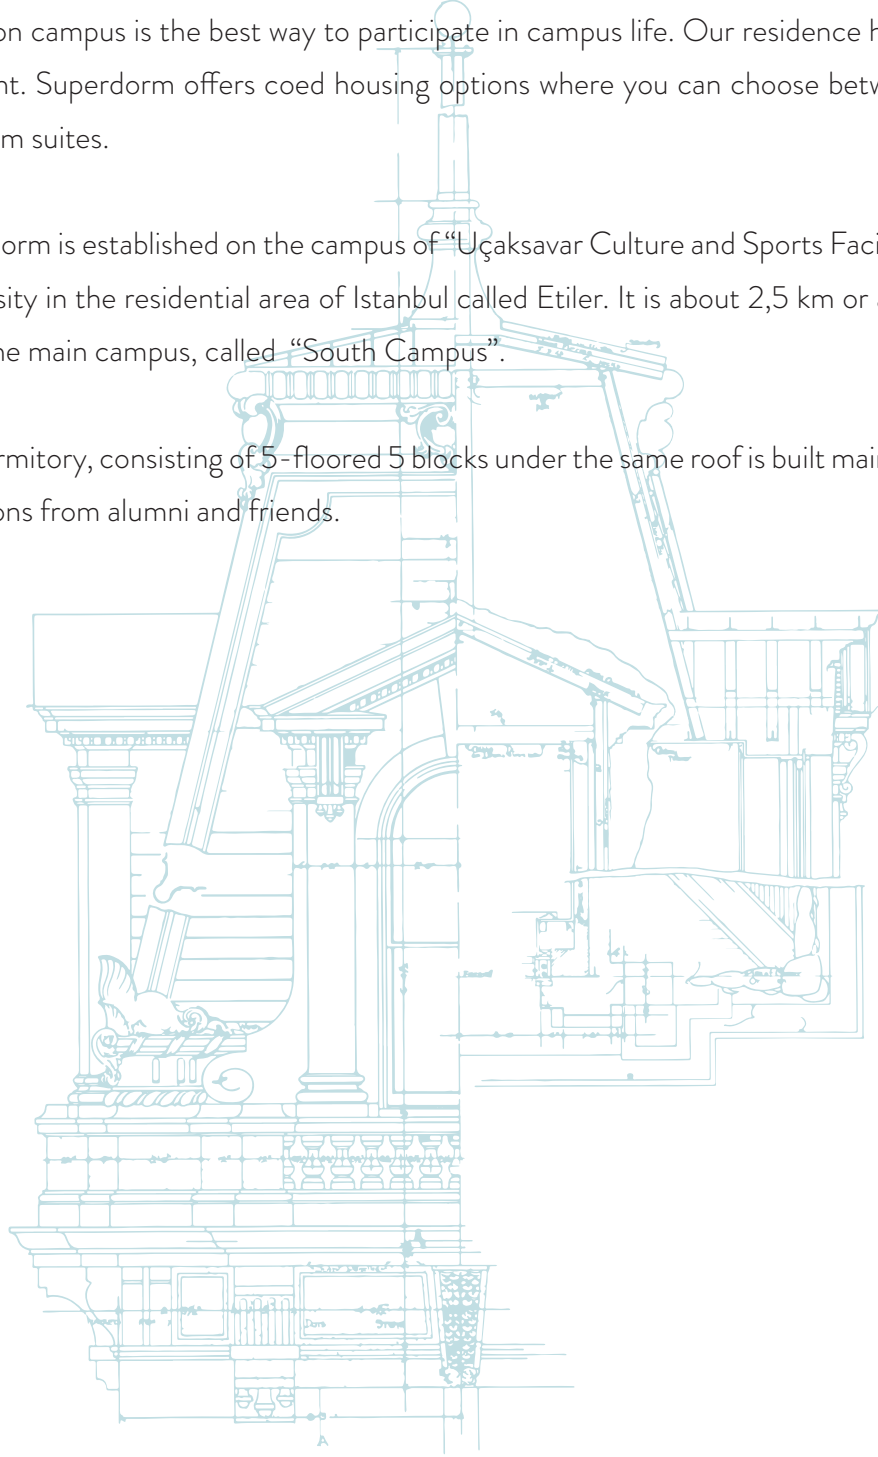 on campus is the best way to participate in campus life. Our residence h
nt. Superdorm offers coed housing options where you can choose betw
m suites.
orm is established on the campus of “Uçaksavar Culture and Sports Faci
sity in the residential area of Istanbul called Etiler. It is about 2,5 km or a
he main campus, called “South Campus”.
rmitory, consisting of 5-floored 5 blocks under the same roof is built main
ons from alumni and friends.
A